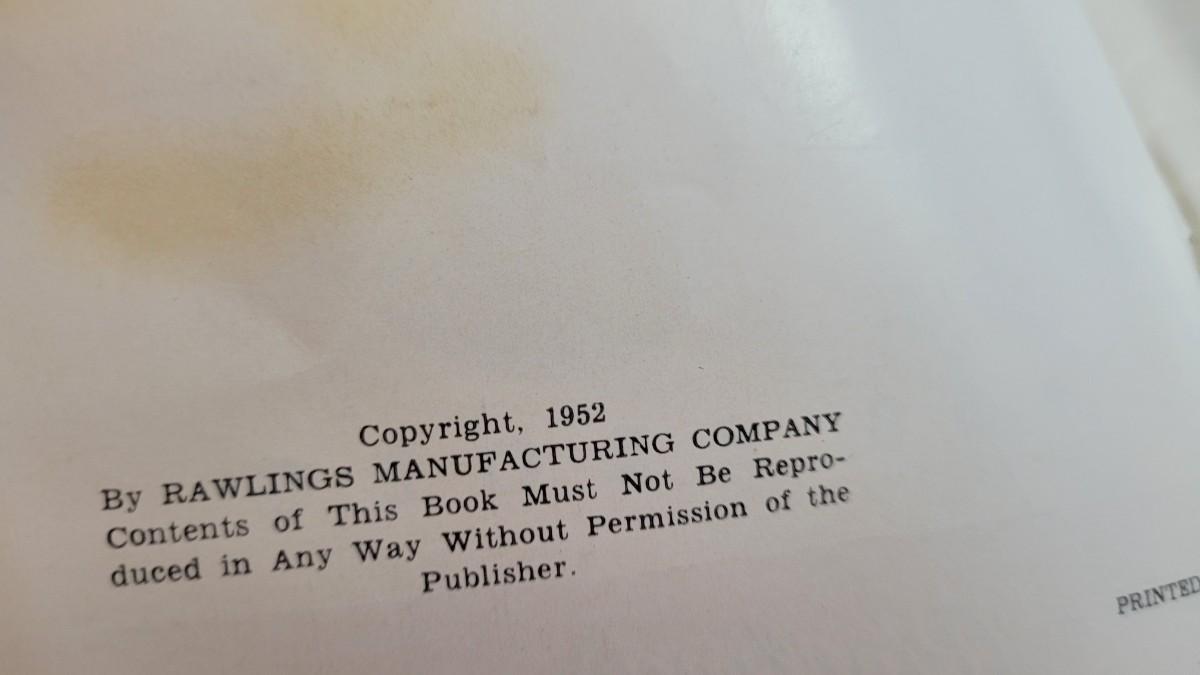 Copyright, 1952
By RAWLINGS MANUFACTURING COMPANY
Contents of This Book Must Not Be Repro-
duced in Any Way Without Permission of the
Publisher.
PRINTED